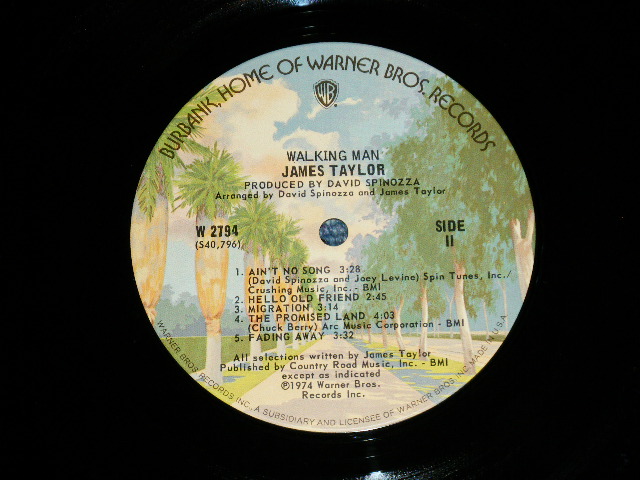 BURBANK, HOME OF WARNER BROS. RECORDS
WB
WALKING MAN
JAMES TAYLOR
PRODUCED BY DAVID SPINOZZA
Arranged by David Spinozza and James Taylor
W 2794
(S40,796)
SIDE
II
1. AIN'T NO SONG 3:28
(David Spinozza and Joey Levine) Spin Tunes, Inc./
Crushing Music, Inc. - BMI
2. HELLO OLD FRIEND 2:45
3. MIGRATION 3:14
4. THE PROMISED LAND 4:03
(Chuck Berry) Arc Music Corporation - BMI
5. FADING AWAY 3:32
All selections written by James Taylor
Published by Country Road Music, Inc. - BMI
except as indicated
Ⓟ1974 Warner Bros.
Records Inc.
WARNER BROS. RECORDS INC., A SUBSIDIARY AND LICENSEE OF WARNER BROS. INC. MADE IN U.S.A.